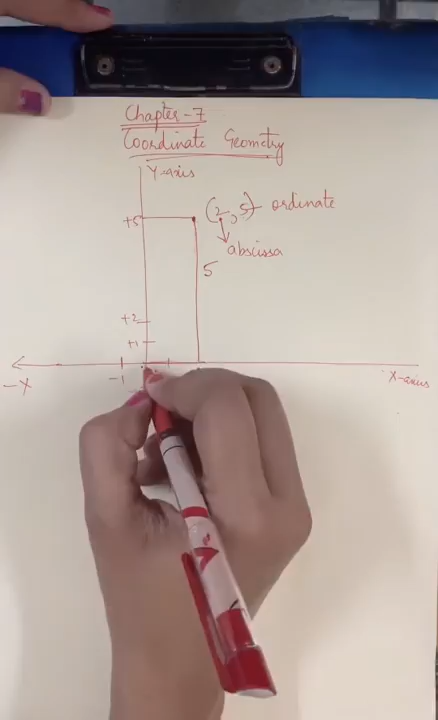 Chapter-7
Coordinate Geometry
Y-axis
+5
(2, 5) ordinate
abscissa
5
+2
+1
-X
-1
X-axis